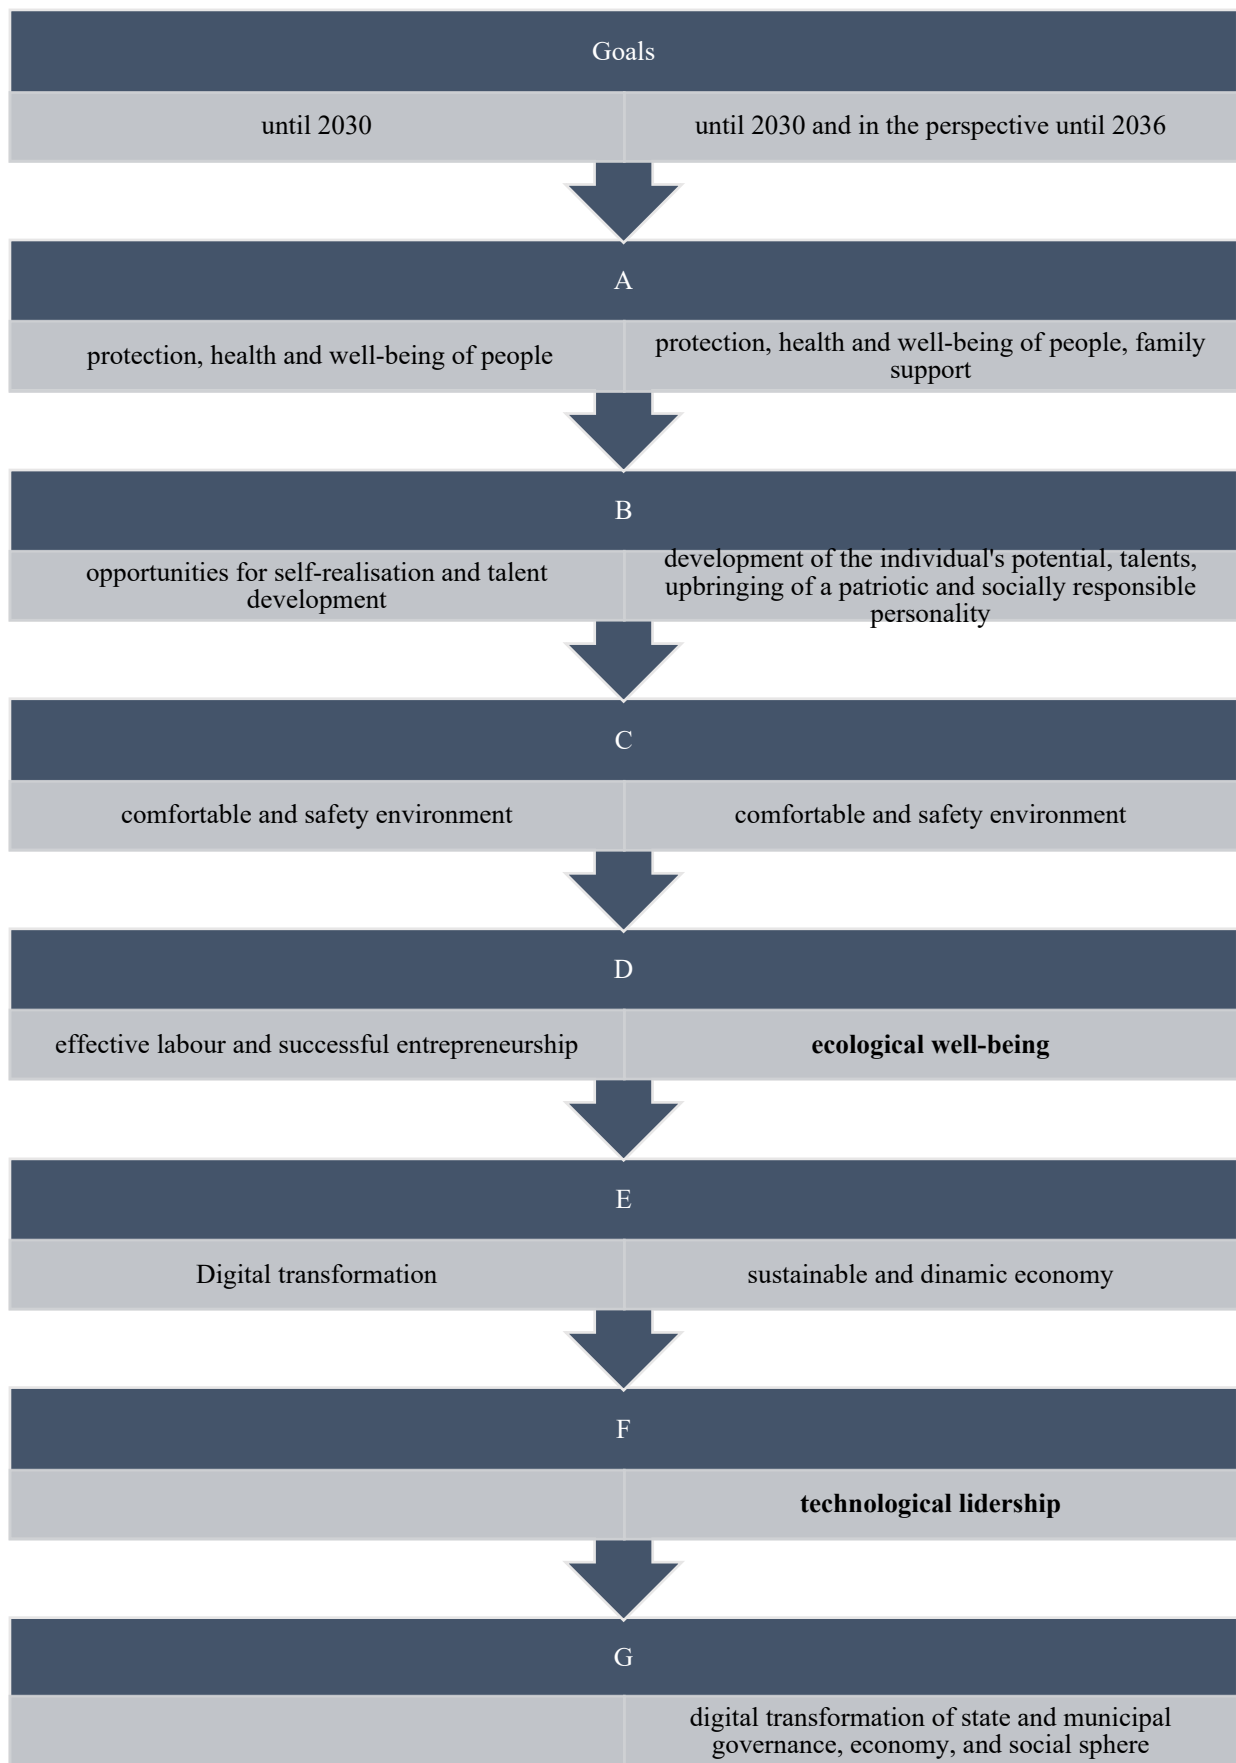 Goals
until 2030
until 2030 and in the perspective until 2036
A
protection, health and well-being of people
protection, health and well-being of people, family
support
B
opportunities for self-realisation and talent
development
development of the individual's potential, talents,
upbringing of a patriotic and socially responsible
personality
C
comfortable and safety environment
comfortable and safety environment
D
effective labour and successful entrepreneurship
ecological well-being
E
Digital transformation
sustainable and dinamic economy
F
technological lidership
G
digital transformation of state and municipal
governance, economy, and social sphere